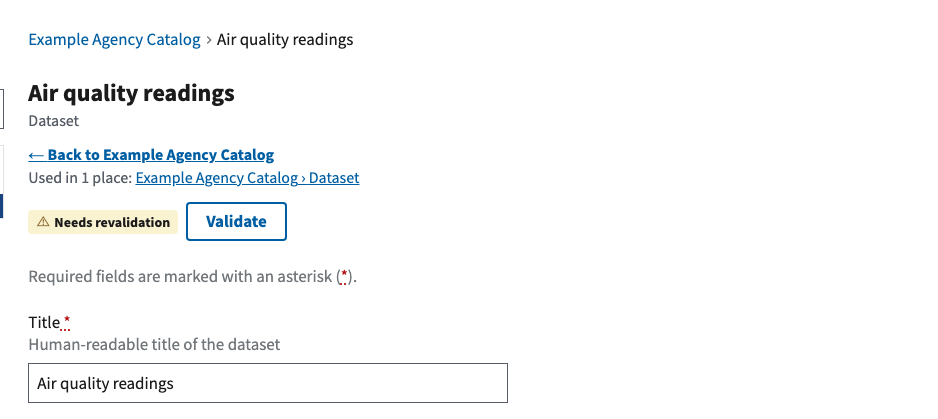 Example Agency Catalog › Air quality readings
Air quality readings
Dataset
← Back to Example Agency Catalog
Used in 1 place: Example Agency Catalog › Dataset
⚠ Needs revalidation Validate
Required fields are marked with an asterisk (*).
Title *
Human-readable title of the dataset
Air quality readings